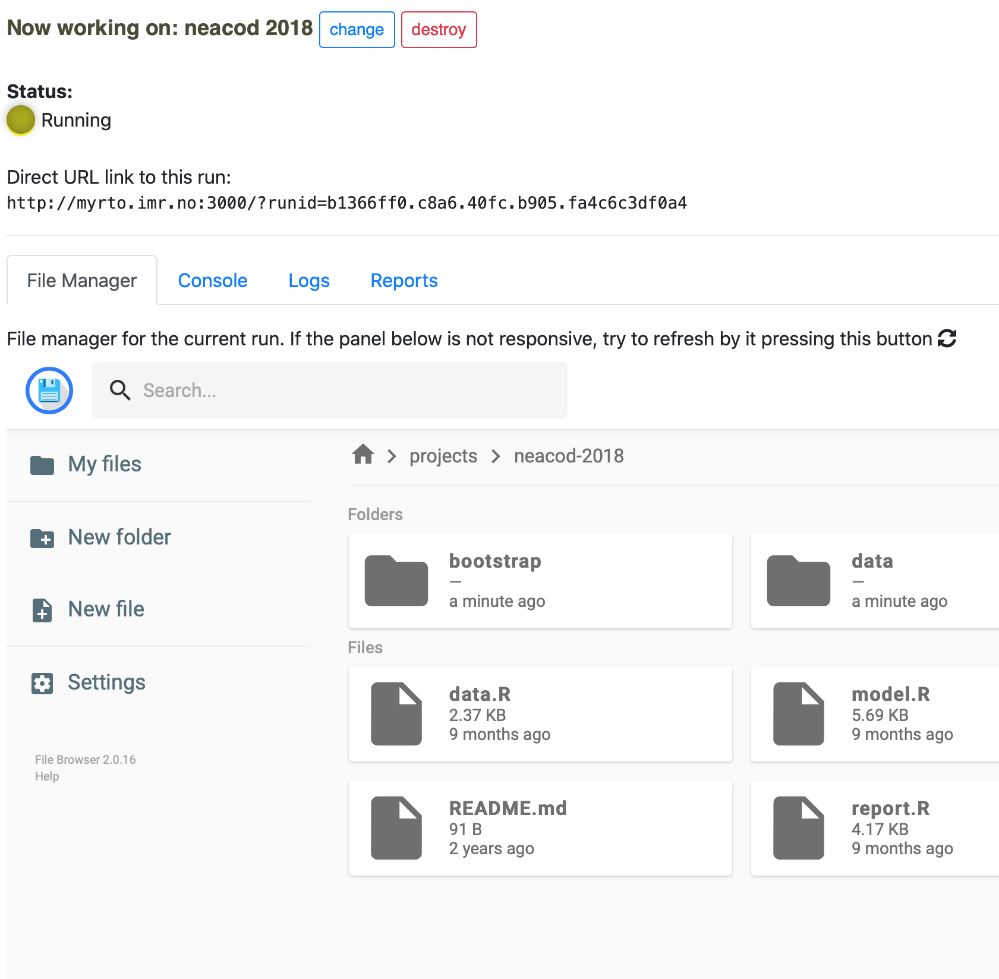 Now working on: neacod 2018 change destroy
Status:
Running
Direct URL link to this run:
http://myrto.imr.no:3000/?runid=b1366ff0.c8a6.40fc.b905.fa4c6c3df0a4
File Manager Console Logs Reports
File manager for the current run. If the panel below is not responsive, try to refresh by it pressing this button
Search...
My files
New folder
New file
Settings
File Browser 2.0.16
Help
projects neacod-2018
Folders
bootstrap
—
a minute ago
data
—
a minute ago
Files
data.R
2.37 KB
9 months ago
model.R
5.69 KB
9 months ago
README.md
91 B
2 years ago
report.R
4.17 KB
9 months ago